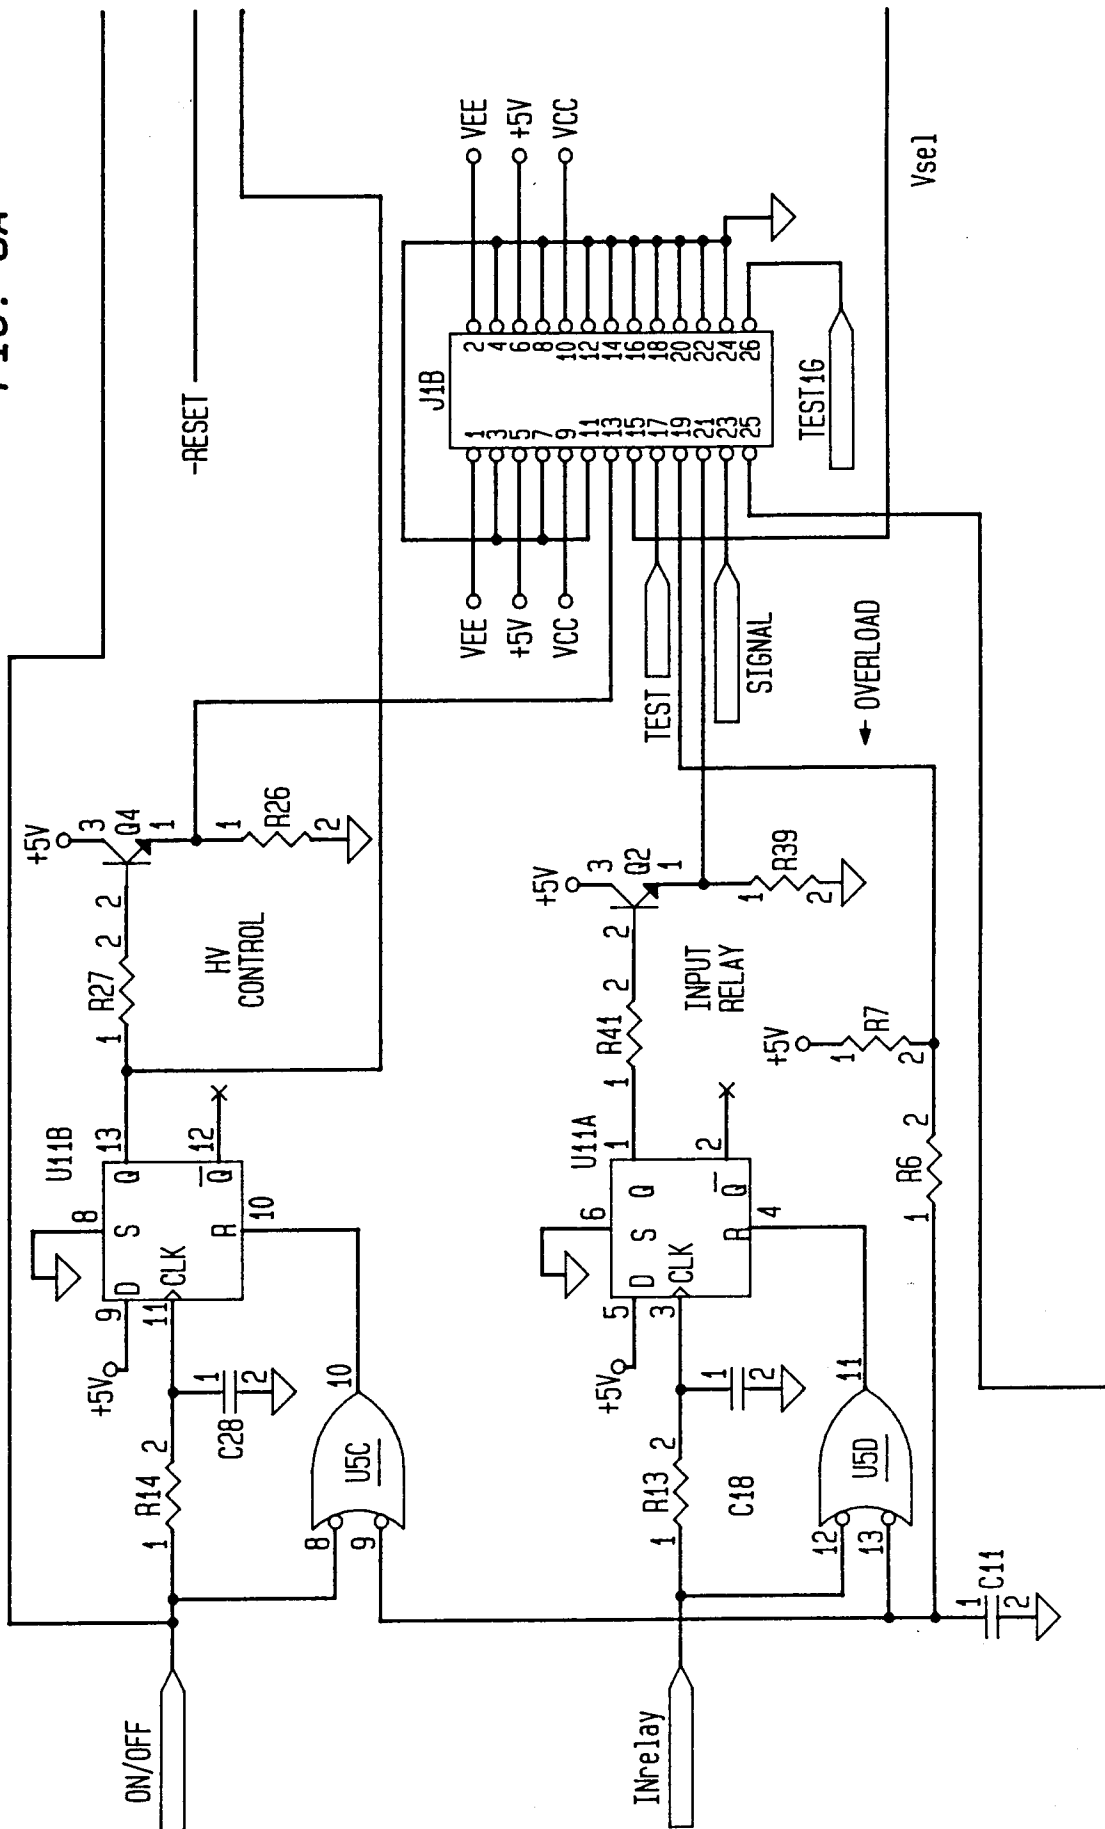 -RESET
+5V
3
Q4
1
1
R26
2
2
2
R27
1
HV
CONTROL
U11B
13
Q
12
Q
8
S
10
R
9
D
11
CLK
+5V
1
2
C28
R14
2
1
U5C
10
8
9
ON/OFF
VEE
+5V
VCC
J1B
1
3
5
7
9
11
13
15
17
19
21
23
25
2
4
6
8
10
12
14
16
18
20
22
24
26
VEE
+5V
VCC
TEST
SIGNAL
TEST1G
Vsel
← OVERLOAD
+5V
3
Q2
1
1
R39
2
2
2
R41
1
INPUT
RELAY
U11A
1
Q
2
Q
6
S
4
R
5
D
3
CLK
+5V
1
2
C18
R13
2
1
U5D
11
12
13
INrelay
+5V
1
R7
2
2
R6
1
1
C11
2